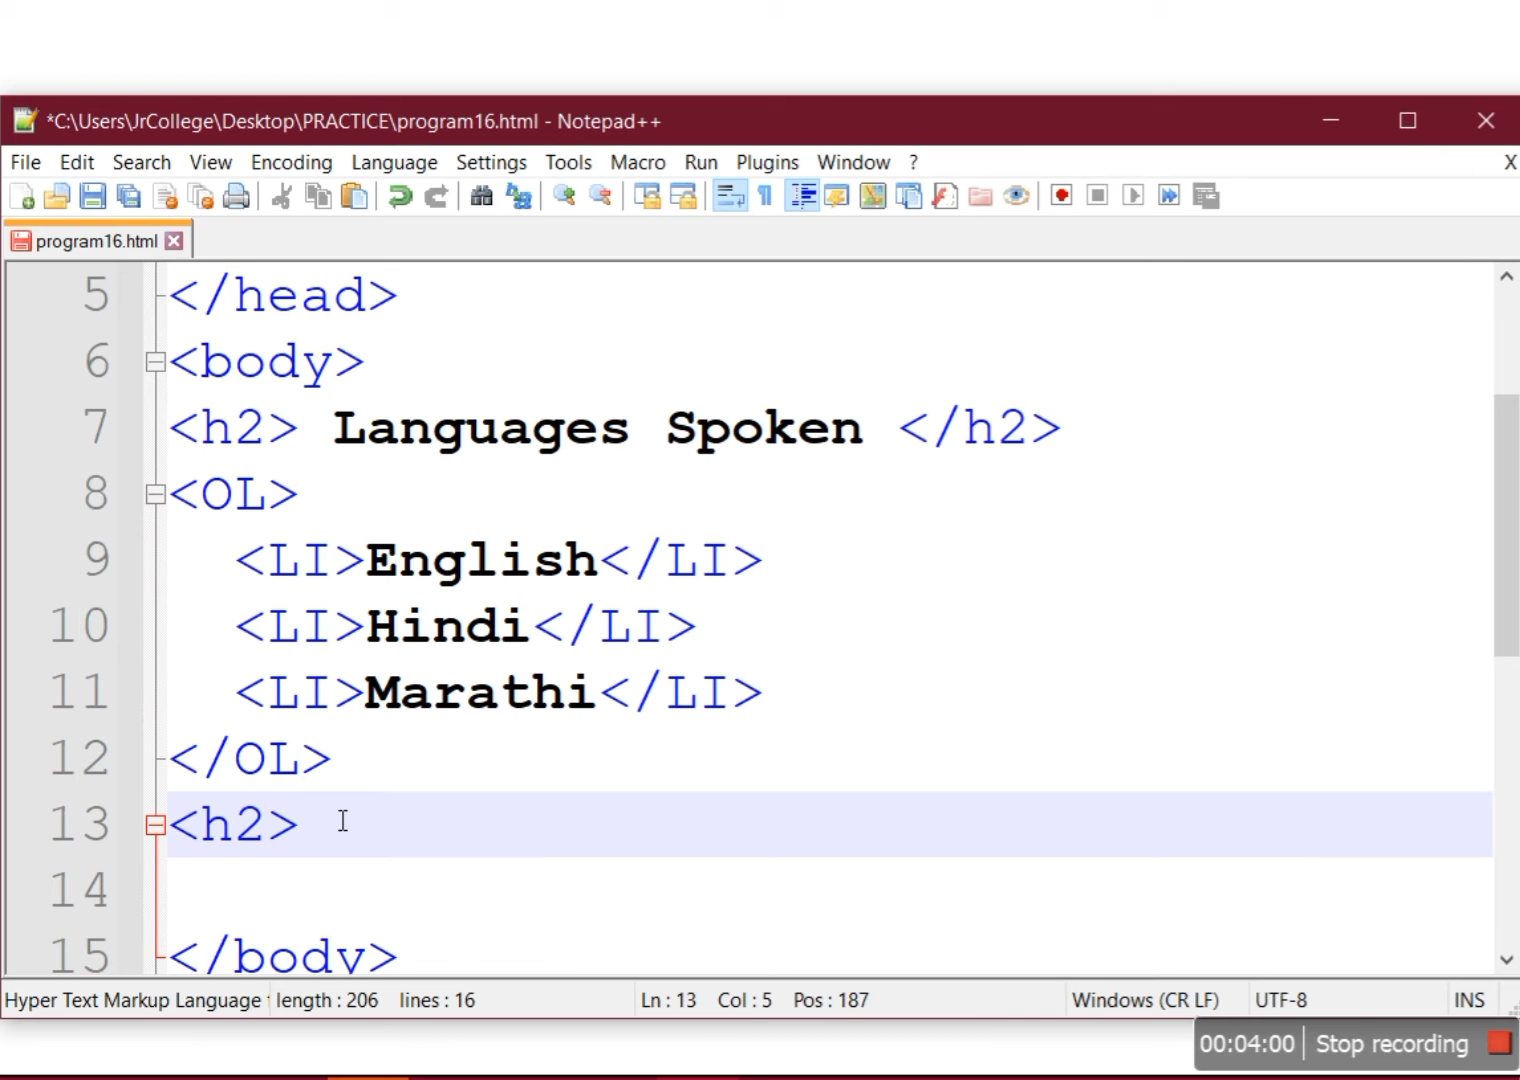 *C:\Users\JrCollege\Desktop\PRACTICE\program16.html - Notepad++
File Edit Search View Encoding Language Settings Tools Macro Run Plugins Window ? X
program16.html
5 </head>
6 <body>
7 <h2> Languages Spoken </h2>
8 <OL>
9 <LI>English</LI>
10 <LI>Hindi</LI>
11 <LI>Marathi</LI>
12 </OL>
13 <h2>
14
15 </body>
Hyper Text Markup Language length : 206 lines : 16 Ln : 13 Col : 5 Pos : 187 Windows (CR LF) UTF-8 INS
00:04:00 Stop recording